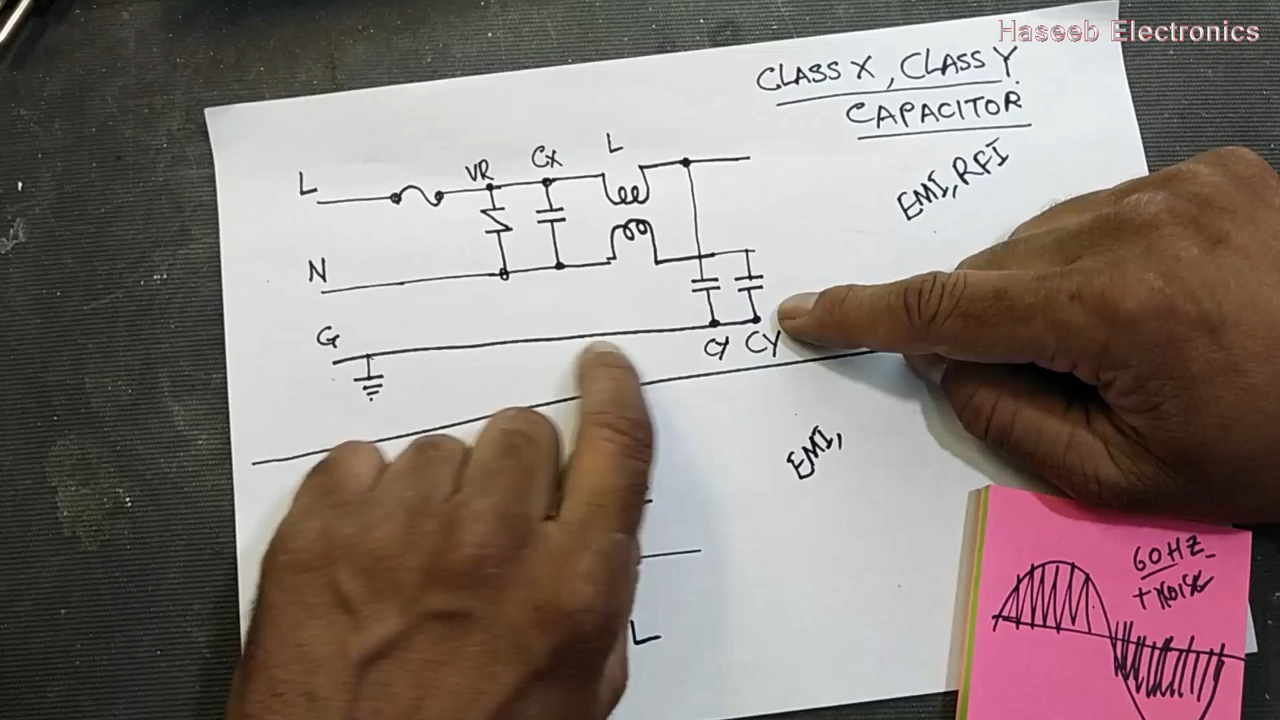 Haseeb Electronics
CLASS X, CLASS Y
CAPACITOR
EMI, RFI
L
VR
CX
L
N
G
CY CY
EMI,
L
60HZ
+ NOISE